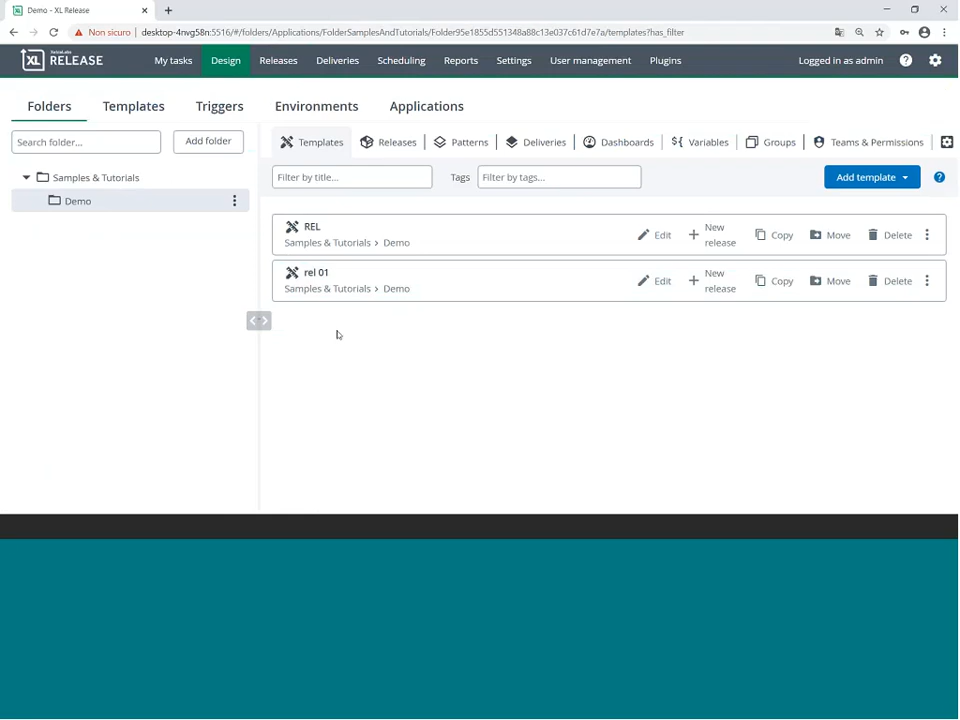 Demo - XL Release
Non sicuro
desktop-4nvg58n:5516/#/folders/Applications/FolderSamplesAndTutorials/Folder95e1855d551348a88c13e037c61d7e7a/templates?has_filter
XL RELEASE
My tasks
Design
Releases
Deliveries
Scheduling
Reports
Settings
User management
Plugins
Logged in as admin
Folders
Templates
Triggers
Environments
Applications
Search folder...
Add folder
Samples & Tutorials
Demo
Templates
Releases
Patterns
Deliveries
Dashboards
Variables
Groups
Teams & Permissions
Filter by title...
Tags
Filter by tags...
Add template
REL
Samples & Tutorials > Demo
Edit
New release
Copy
Move
Delete
rel 01
Samples & Tutorials > Demo
Edit
New release
Copy
Move
Delete